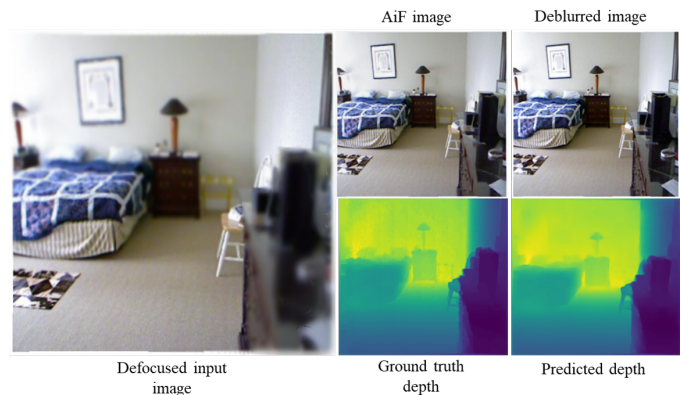 AiF image
Deblurred image
Defocused input
image
Ground truth
depth
Predicted depth